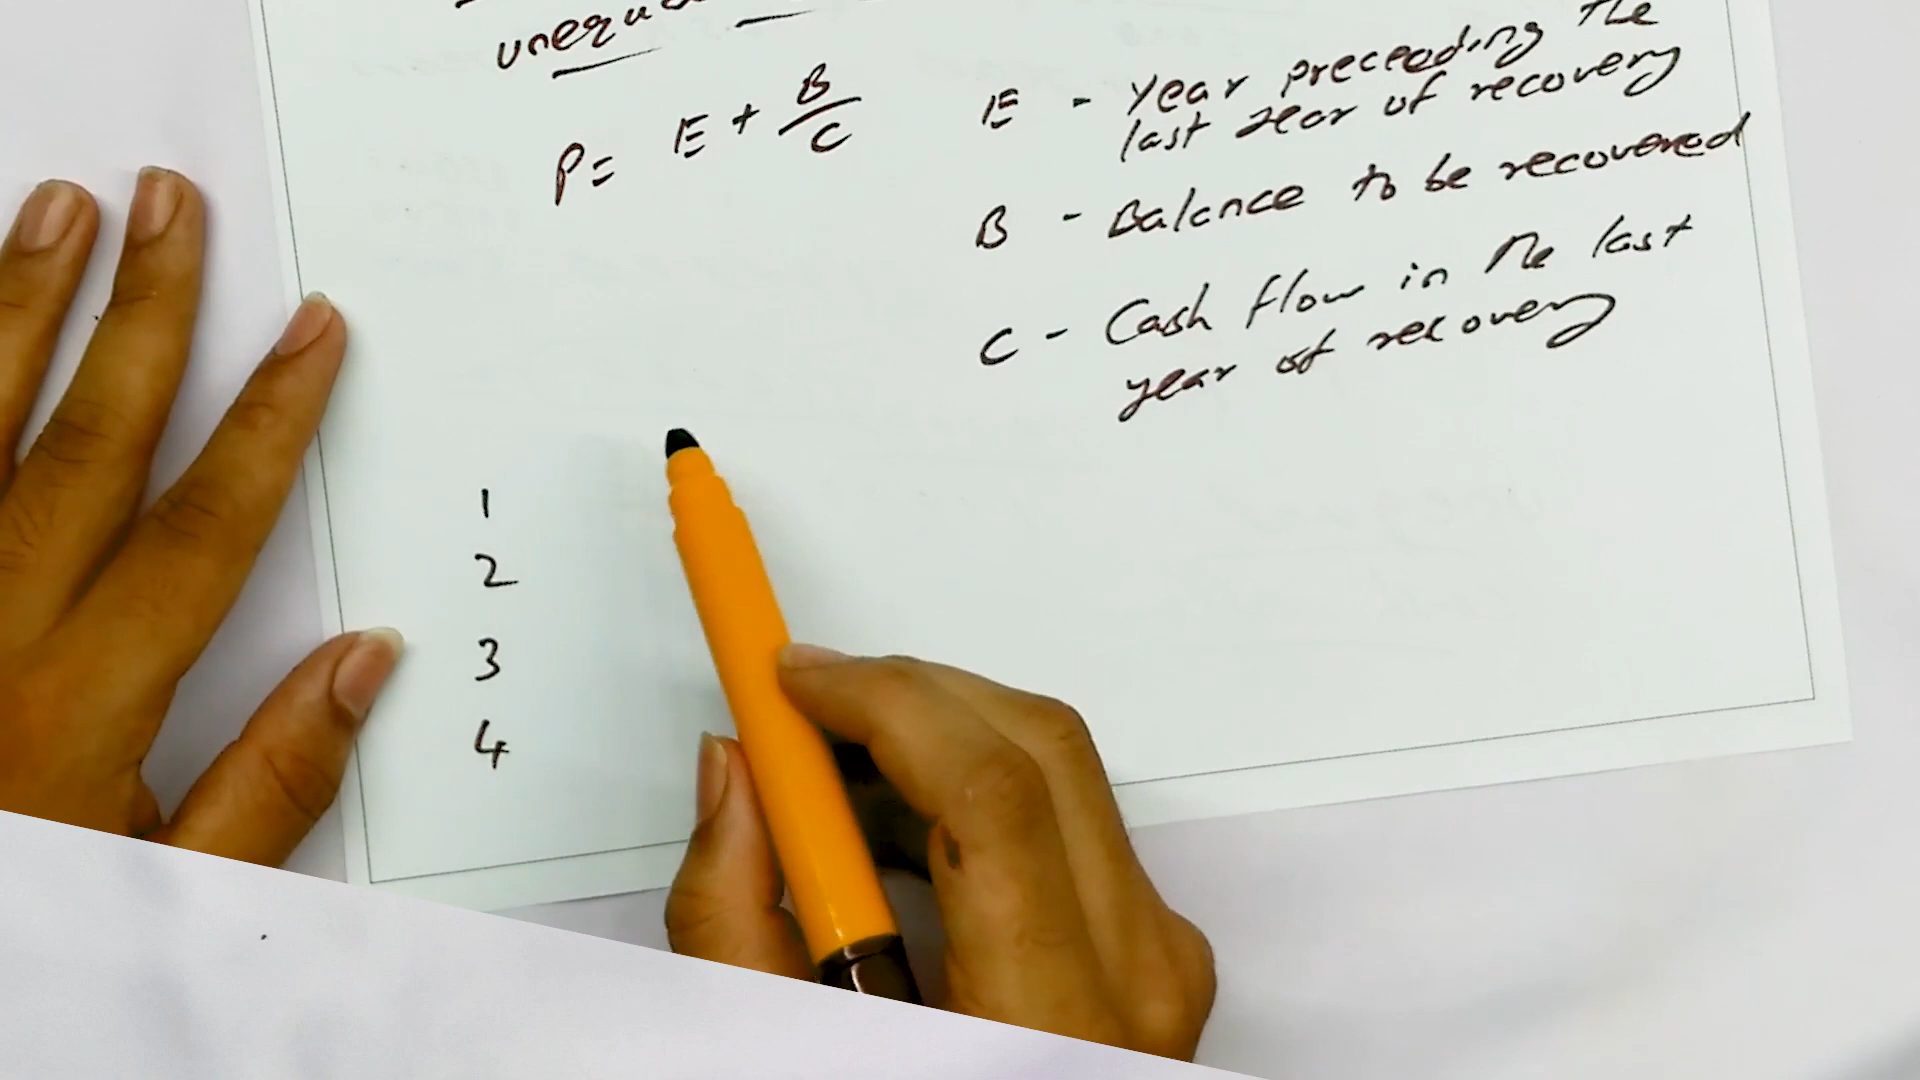 P = E + B/C
E - Year preceeding the
last year of recovery
B - Balance to be recovered
C - Cash flow in the last
year of recovery
1
2
3
4